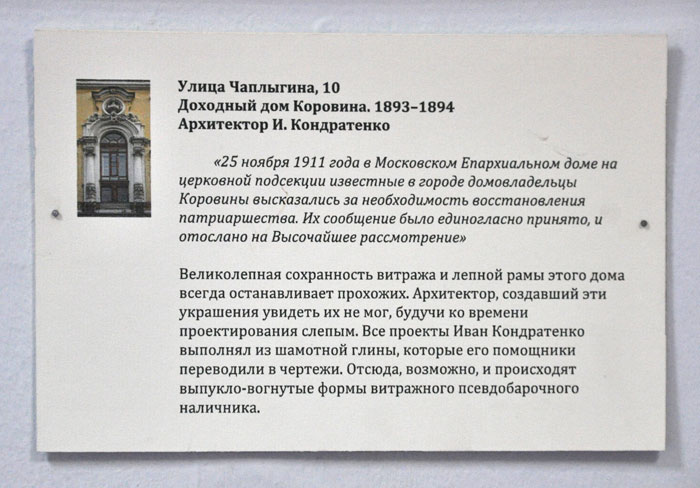 Улица Чаплыгина, 10
Доходный дом Коровина. 1893–1894
Архитектор И. Кондратенко
«25 ноября 1911 года в Московском Епархиальном доме на
церковной подсекции известные в городе домовладельцы
Коровины высказались за необходимость восстановления
патриаршества. Их сообщение было единогласно принято, и
отослано на Высочайшее рассмотрение»
Великолепная сохранность витража и лепной рамы этого дома
всегда останавливает прохожих. Архитектор, создавший эти
украшения увидеть их не мог, будучи ко времени
проектирования слепым. Все проекты Иван Кондратенко
выполнял из шамотной глины, которые его помощники
переводили в чертежи. Отсюда, возможно, и происходят
выпукло-вогнутые формы витражного псевдобарочного
наличника.